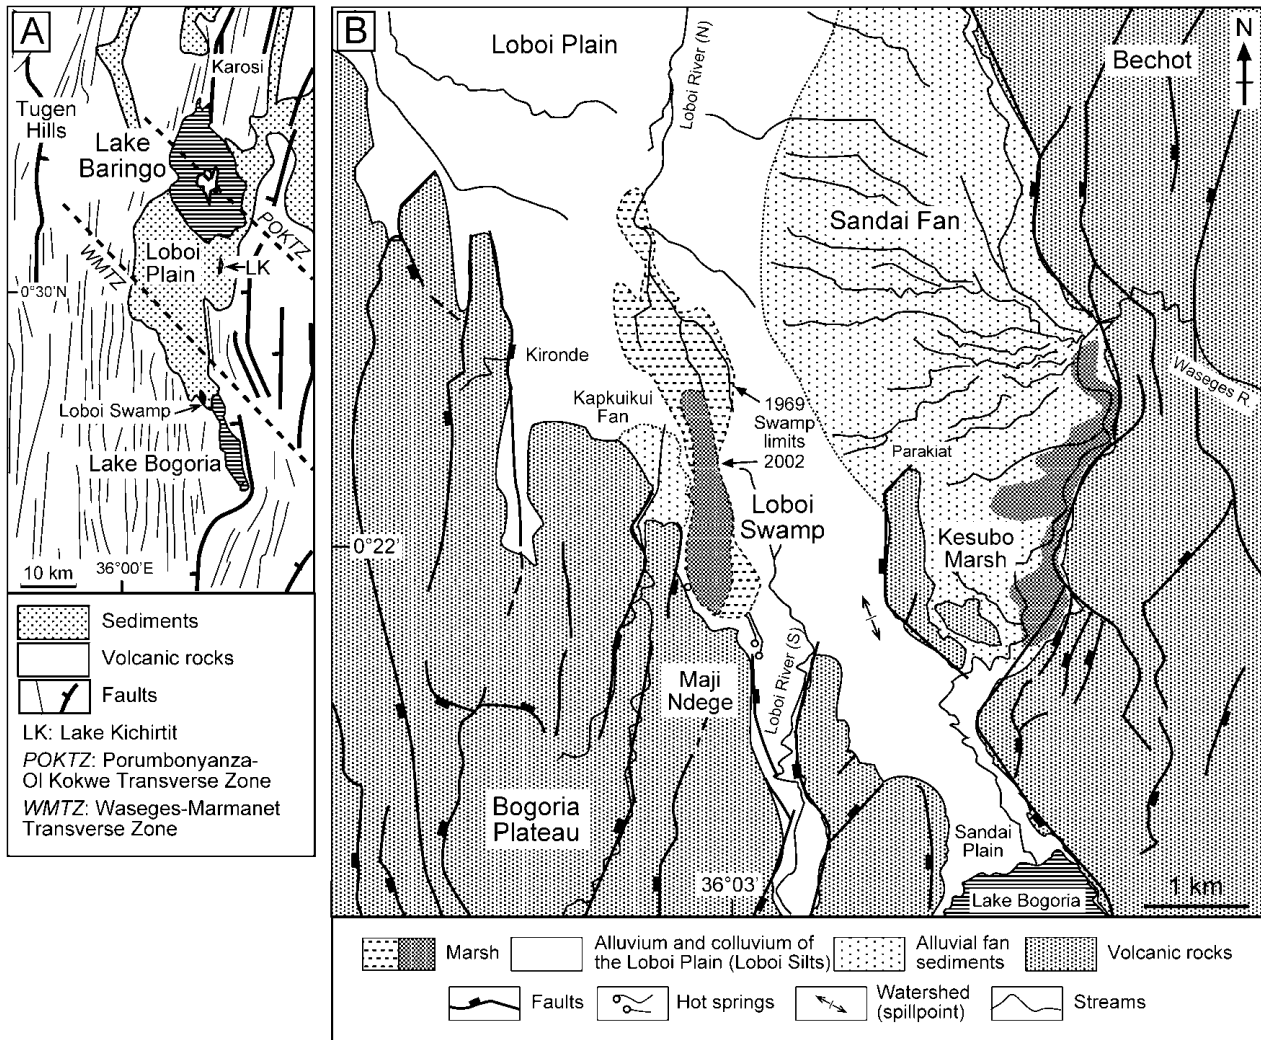 A
Karosi
Tugen
Hills
Lake
Baringo
POKTZ
WMTZ
Loboi
Plain
LK
0°30'N
Loboi Swamp
Lake Bogoria
10 km
36°00'E
Sediments
Volcanic rocks
Faults
LK: Lake Kichirtit
POKTZ: Porumbonyanza-
Ol Kokwe Transverse Zone
WMTZ: Waseges-Marmanet
Transverse Zone
B
Loboi Plain
Loboi River (N)
Bechot
N
Sandai Fan
Kironde
Kapkuikui
Fan
1969
Swamp
limits
2002
Waseges R.
Parakiat
Loboi
Swamp
Kesubo
Marsh
0°22'
Maji
Ndege
Loboi River (S)
Bogoria
Plateau
Sandai
Plain
36°03'
Lake Bogoria
1 km
Marsh
Alluvium and colluvium of
the Loboi Plain (Loboi Silts)
Alluvial fan
sediments
Volcanic rocks
Faults
Hot springs
Watershed
(spillpoint)
Streams